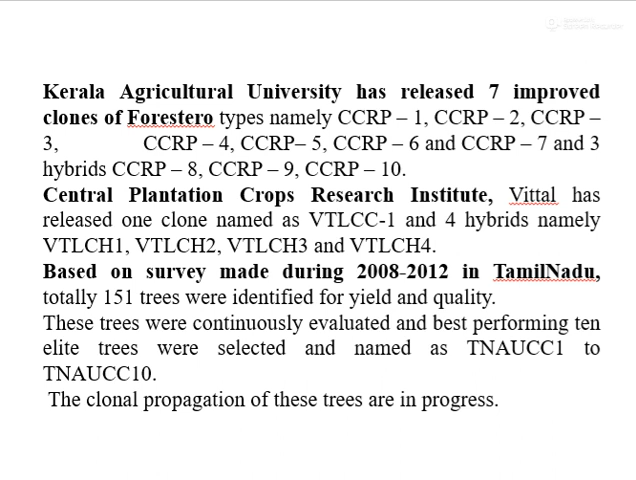 Kerala Agricultural University has released 7 improved
clones of Forestero types namely CCRP – 1, CCRP – 2, CCRP –
3, CCRP – 4, CCRP– 5, CCRP – 6 and CCRP – 7 and 3
hybrids CCRP – 8, CCRP – 9, CCRP – 10.
Central Plantation Crops Research Institute, Vittal has
released one clone named as VTLCC-1 and 4 hybrids namely
VTLCH1, VTLCH2, VTLCH3 and VTLCH4.
Based on survey made during 2008-2012 in TamilNadu,
totally 151 trees were identified for yield and quality.
These trees were continuously evaluated and best performing ten
elite trees were selected and named as TNAUCC1 to
TNAUCC10.
The clonal propagation of these trees are in progress.